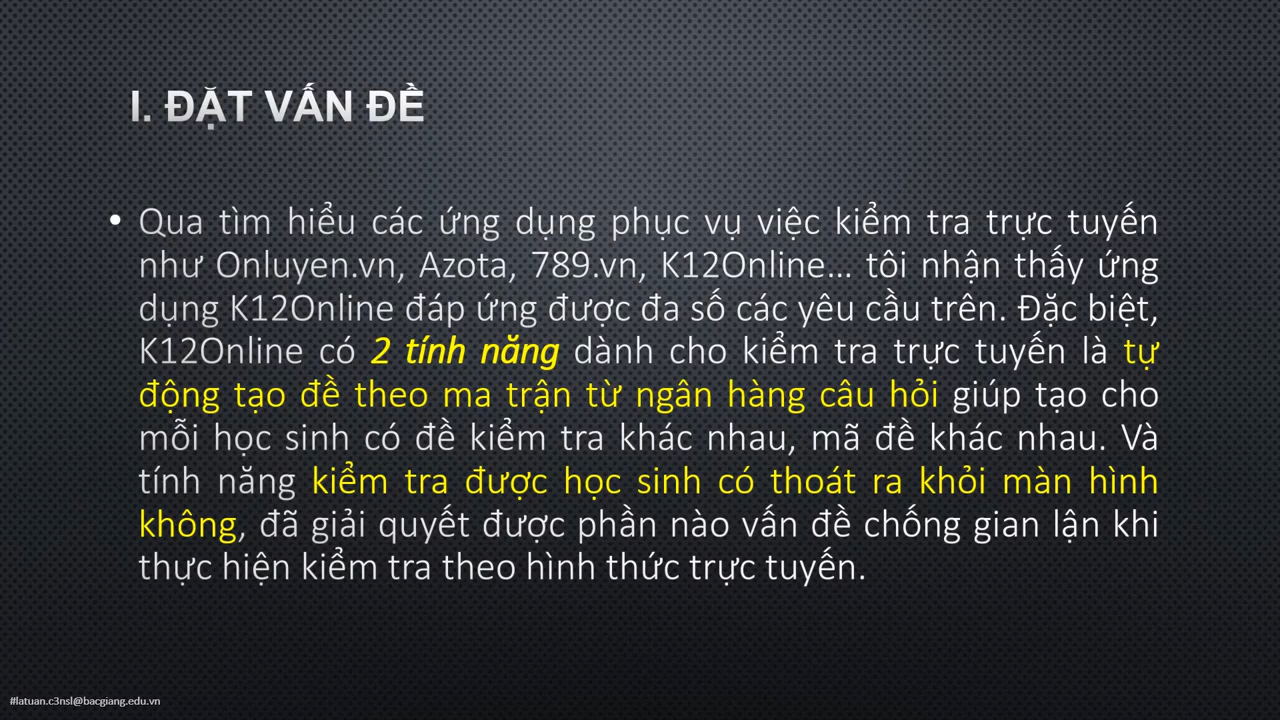 I. ĐẶT VẤN ĐỀ
• Qua tìm hiểu các ứng dụng phục vụ việc kiểm tra trực tuyến
như Onluyen.vn, Azota, 789.vn, K12Online... tôi nhận thấy ứng
dụng K12Online đáp ứng được đa số các yêu cầu trên. Đặc biệt,
K12Online có 2 tính năng dành cho kiểm tra trực tuyến là tự
động tạo đề theo ma trận từ ngân hàng câu hỏi giúp tạo cho
mỗi học sinh có đề kiểm tra khác nhau, mã đề khác nhau. Và
tính năng kiểm tra được học sinh có thoát ra khỏi màn hình
không, đã giải quyết được phần nào vấn đề chống gian lận khi
thực hiện kiểm tra theo hình thức trực tuyến.
#latuan.c3nsl@bacgiang.edu.vn